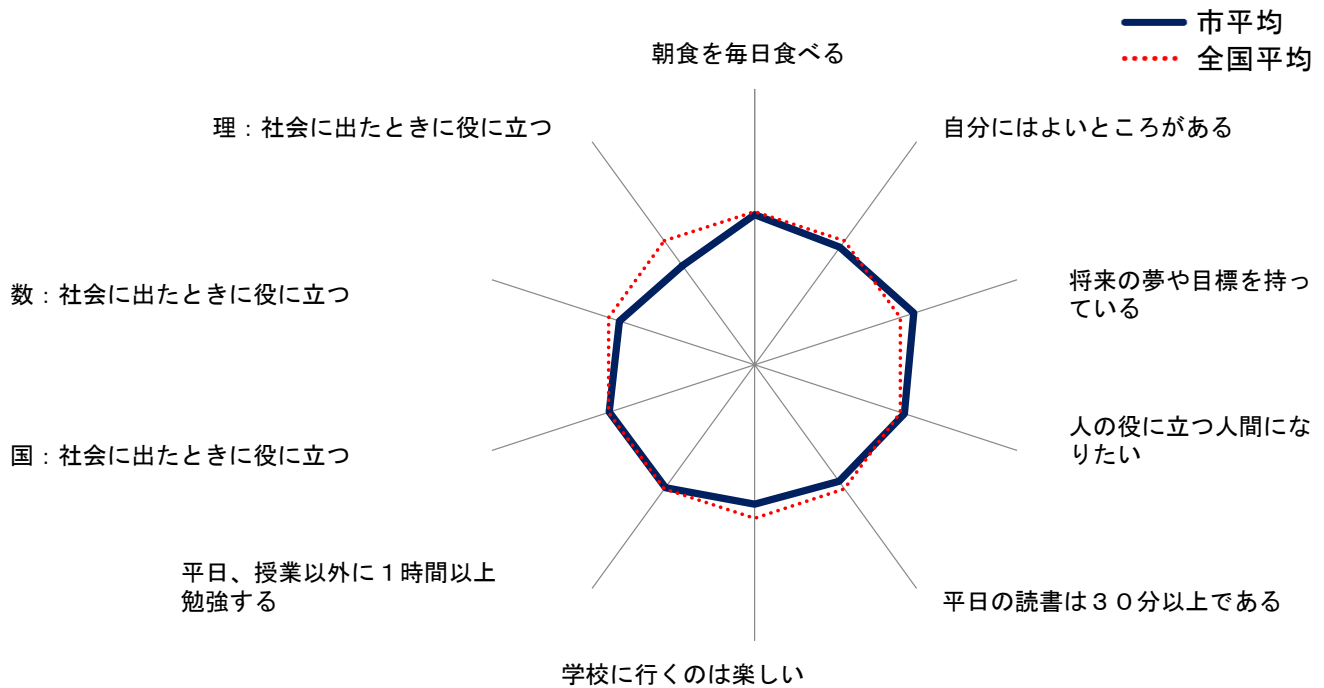 市平均
全国平均
朝食を毎日食べる
自分にはよいところがある
将来の夢や目標を持っ
ている
人の役に立つ人間にな
りたい
平日の読書は３０分以上である
学校に行くのは楽しい
平日、授業以外に１時間以上
勉強する
国：社会に出たときに役に立つ
数：社会に出たときに役に立つ
理：社会に出たときに役に立つ